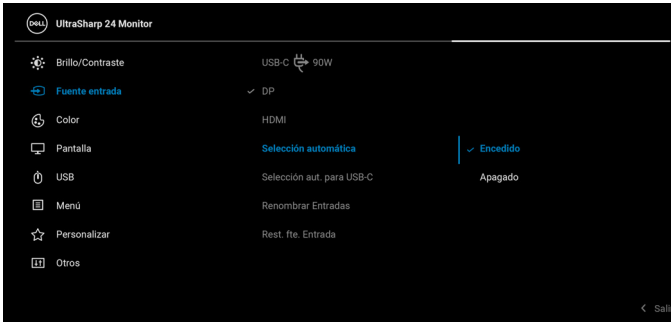 DELL UltraSharp 24 Monitor
Brillo/Contraste USB-C 90W
Fuente entrada DP
Color HDMI
Pantalla Selección automática Encedido
USB Selección aut. para USB-C Apagado
Menú Renombrar Entradas
Personalizar Rest. fte. Entrada
Otros